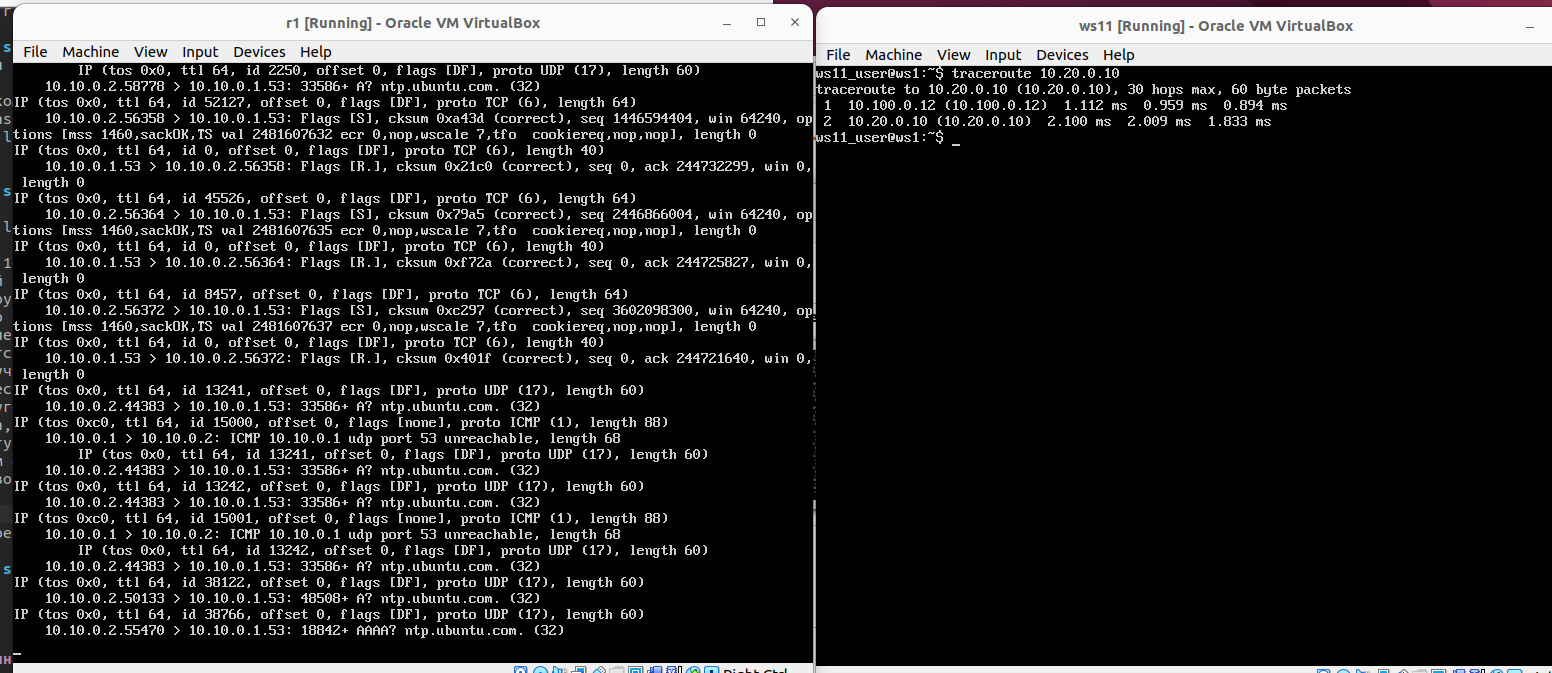 r1 [Running] - Oracle VM VirtualBox
File Machine View Input Devices Help
IP (tos 0x0, ttl 64, id 2250, offset 0, flags [DF], proto UDP (17), length 60)
10.10.0.2.58778 > 10.10.0.1.53: 33586+ A? ntp.ubuntu.com. (32)
IP (tos 0x0, ttl 64, id 52127, offset 0, flags [DF], proto TCP (6), length 64)
10.10.0.2.56358 > 10.10.0.1.53: Flags [S], cksum 0xa43d (correct), seq 1446594404, win 64240, op
tions [mss 1460,sackOK,TS val 2481607632 ecr 0,nop,wscale 7,tfo  cookiereq,nop,nop], length 0
IP (tos 0x0, ttl 64, id 0, offset 0, flags [DF], proto TCP (6), length 40)
10.10.0.1.53 > 10.10.0.2.56358: Flags [R.], cksum 0x21c0 (correct), seq 0, ack 244732299, win 0,
length 0
IP (tos 0x0, ttl 64, id 45526, offset 0, flags [DF], proto TCP (6), length 64)
10.10.0.2.56364 > 10.10.0.1.53: Flags [S], cksum 0x79a5 (correct), seq 2446866004, win 64240, op
tions [mss 1460,sackOK,TS val 2481607635 ecr 0,nop,wscale 7,tfo  cookiereq,nop,nop], length 0
IP (tos 0x0, ttl 64, id 0, offset 0, flags [DF], proto TCP (6), length 40)
10.10.0.1.53 > 10.10.0.2.56364: Flags [R.], cksum 0xf72a (correct), seq 0, ack 244725827, win 0,
length 0
IP (tos 0x0, ttl 64, id 8457, offset 0, flags [DF], proto TCP (6), length 64)
10.10.0.2.56372 > 10.10.0.1.53: Flags [S], cksum 0xc297 (correct), seq 3602098300, win 64240, op
tions [mss 1460,sackOK,TS val 2481607637 ecr 0,nop,wscale 7,tfo  cookiereq,nop,nop], length 0
IP (tos 0x0, ttl 64, id 0, offset 0, flags [DF], proto TCP (6), length 40)
10.10.0.1.53 > 10.10.0.2.56372: Flags [R.], cksum 0x401f (correct), seq 0, ack 244721640, win 0,
length 0
IP (tos 0x0, ttl 64, id 13241, offset 0, flags [DF], proto UDP (17), length 60)
10.10.0.2.44383 > 10.10.0.1.53: 33586+ A? ntp.ubuntu.com. (32)
IP (tos 0xc0, ttl 64, id 15000, offset 0, flags [none], proto ICMP (1), length 88)
10.10.0.1 > 10.10.0.2: ICMP 10.10.0.1 udp port 53 unreachable, length 68
IP (tos 0x0, ttl 64, id 13241, offset 0, flags [DF], proto UDP (17), length 60)
10.10.0.2.44383 > 10.10.0.1.53: 33586+ A? ntp.ubuntu.com. (32)
IP (tos 0x0, ttl 64, id 13242, offset 0, flags [DF], proto UDP (17), length 60)
10.10.0.2.44383 > 10.10.0.1.53: 33586+ A? ntp.ubuntu.com. (32)
IP (tos 0xc0, ttl 64, id 15001, offset 0, flags [none], proto ICMP (1), length 88)
10.10.0.1 > 10.10.0.2: ICMP 10.10.0.1 udp port 53 unreachable, length 68
IP (tos 0x0, ttl 64, id 13242, offset 0, flags [DF], proto UDP (17), length 60)
10.10.0.2.44383 > 10.10.0.1.53: 33586+ A? ntp.ubuntu.com. (32)
IP (tos 0x0, ttl 64, id 38122, offset 0, flags [DF], proto UDP (17), length 60)
10.10.0.2.50133 > 10.10.0.1.53: 48508+ A? ntp.ubuntu.com. (32)
IP (tos 0x0, ttl 64, id 38766, offset 0, flags [DF], proto UDP (17), length 60)
10.10.0.2.55470 > 10.10.0.1.53: 18842+ AAAA? ntp.ubuntu.com. (32)
ws11 [Running] - Oracle VM VirtualBox
File Machine View Input Devices Help
ws11_user@ws1:~$ traceroute 10.20.0.10
traceroute to 10.20.0.10 (10.20.0.10), 30 hops max, 60 byte packets
1  10.100.0.12 (10.100.0.12)  1.112 ms  0.959 ms  0.894 ms
2  10.20.0.10 (10.20.0.10)  2.100 ms  2.009 ms  1.833 ms
ws11_user@ws1:~$ _